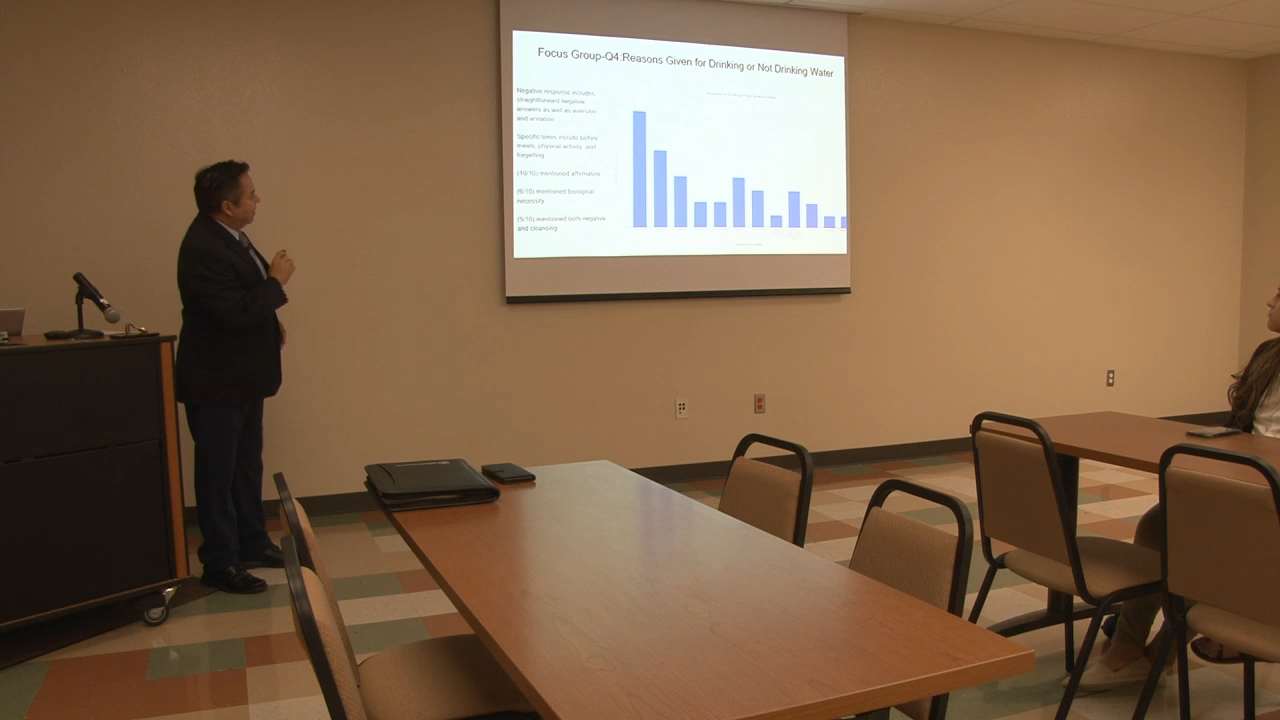 Focus Group-Q4:Reasons Given for Drinking or Not Drinking Water
Negative response includes
straightforward negative
answers as well as aversion
and urination
Specific times include before
meals, physical activity, and
forgetting
(10/10) mentioned affirmative
mentioned biological
necessity
(5/10) mentioned both negative
and cleansing